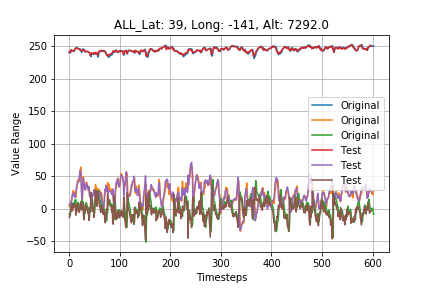 ALL_Lat: 39, Long: -141, Alt: 7292.0
Value Range
250
200
150
100
50
0
−50
Original
Original
Original
Test
Test
Test
0
100
200
300
400
500
600
Timesteps